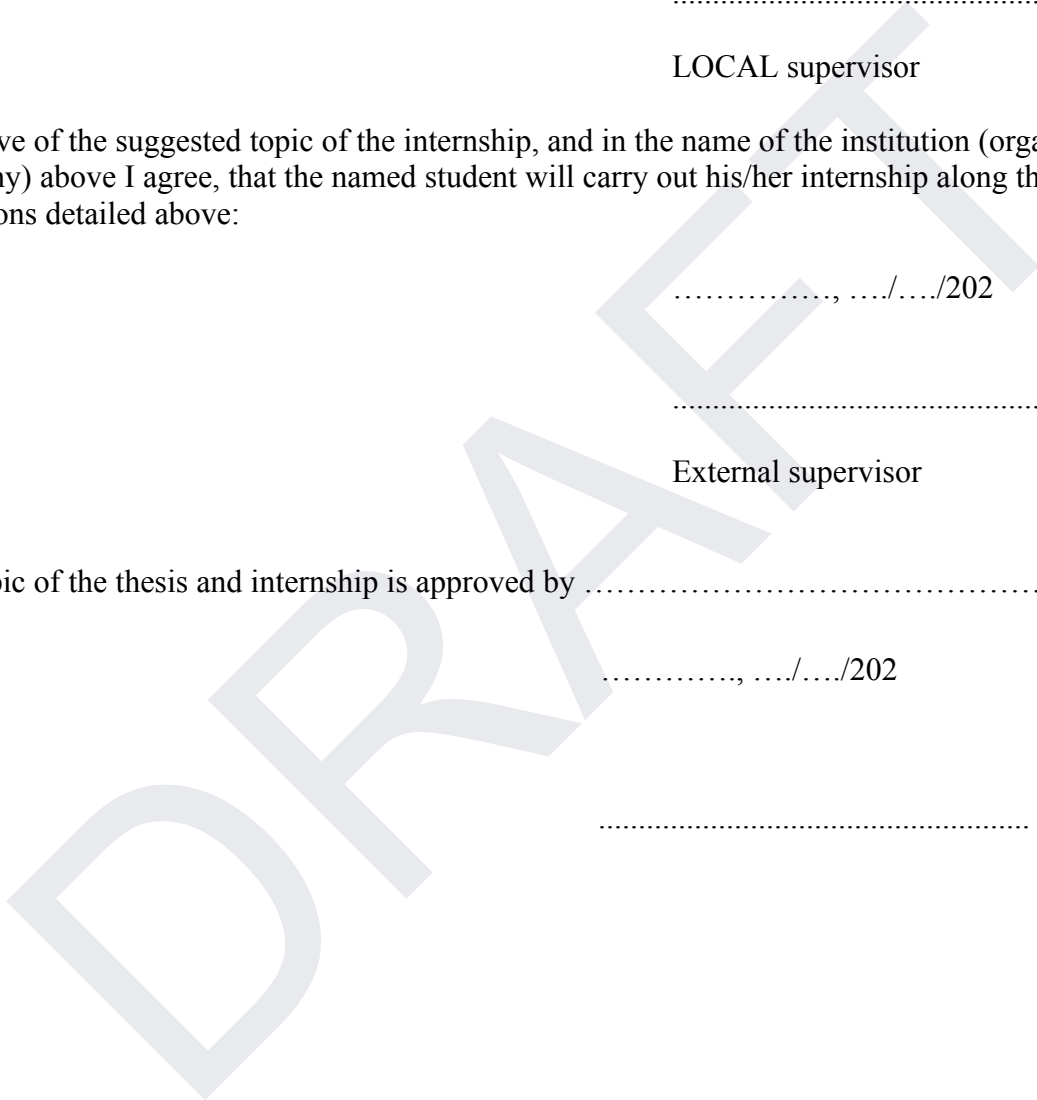 ....................................................
LOCAL supervisor
ve of the suggested topic of the internship, and in the name of the institution (orga
ny) above I agree, that the named student will carry out his/her internship along th
ons detailed above:
……………, …./…./202
....................................................
External supervisor
pic of the thesis and internship is approved by ……………………………………
…………., …./…./202
......................................................
DRAFT